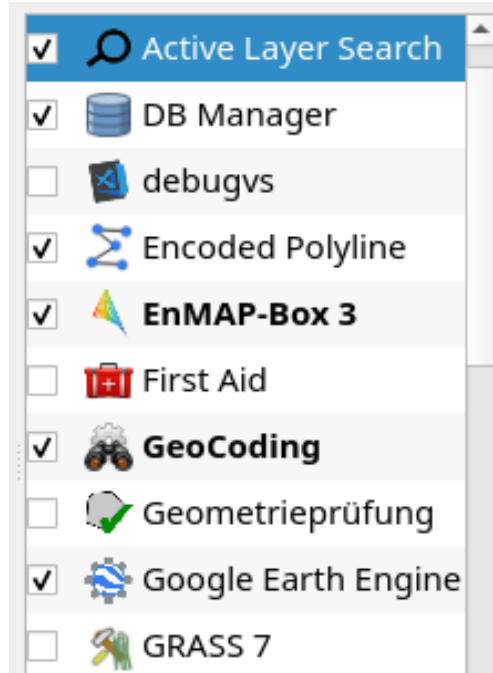 Active Layer Search
DB Manager
debugvs
Encoded Polyline
EnMAP-Box 3
First Aid
GeoCoding
Geometrieprüfung
Google Earth Engine
GRASS 7